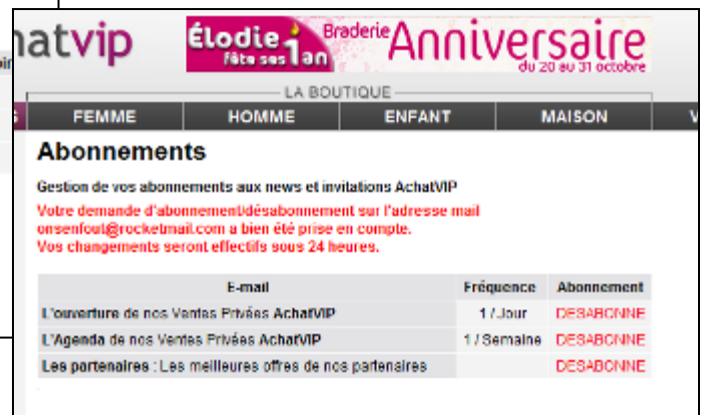 hatvip
Élodie fête ses 1 an
Braderie Anniversaire
du 20 au 31 octobre
LA BOUTIQUE
FEMME HOMME ENFANT MAISON V
Abonnements
Gestion de vos abonnements aux news et invitations AchatVIP
Votre demande d'abonnement/désabonnement sur l'adresse mail
onsenfout@rocketmail.com a bien été prise en compte.
Vos changements seront effectifs sous 24 heures.
E-mail Fréquence Abonnement
L'ouverture de nos Ventes Privées AchatVIP 1 / Jour DESABONNE
L'Agenda de nos Ventes Privées AchatVIP 1 / Semaine DESABONNE
Les partenaires : Les meilleures offres de nos partenaires DESABONNE